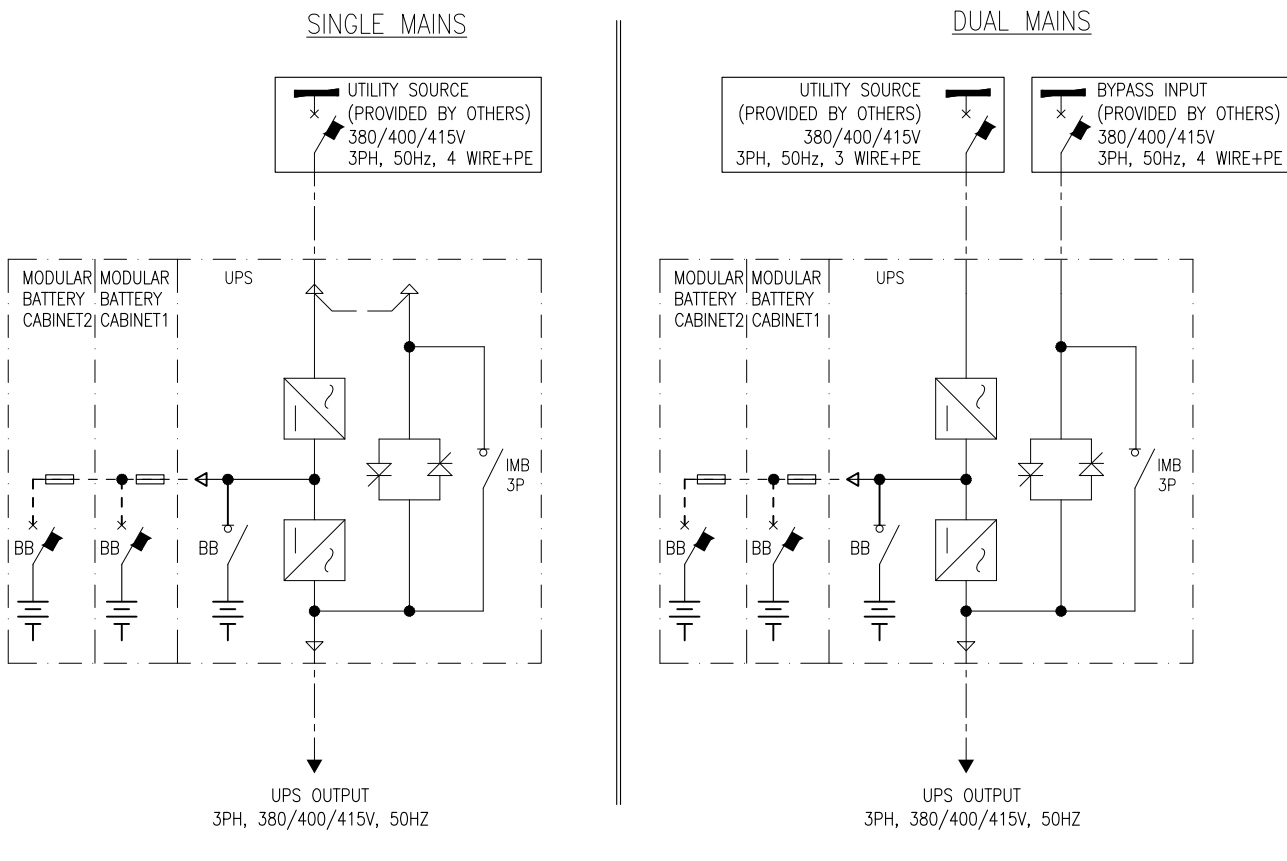 SINGLE MAINS
UTILITY SOURCE
(PROVIDED BY OTHERS)
380/400/415V
3PH, 50Hz, 4 WIRE+PE
MODULAR
BATTERY
CABINET2
MODULAR
BATTERY
CABINET1
UPS
IMB
3P
BB
BB
BB
UPS OUTPUT
3PH, 380/400/415V, 50HZ
DUAL MAINS
UTILITY SOURCE
(PROVIDED BY OTHERS)
380/400/415V
3PH, 50Hz, 3 WIRE+PE
BYPASS INPUT
(PROVIDED BY OTHERS)
380/400/415V
3PH, 50Hz, 4 WIRE+PE
MODULAR
BATTERY
CABINET2
MODULAR
BATTERY
CABINET1
UPS
IMB
3P
BB
BB
BB
UPS OUTPUT
3PH, 380/400/415V, 50HZ